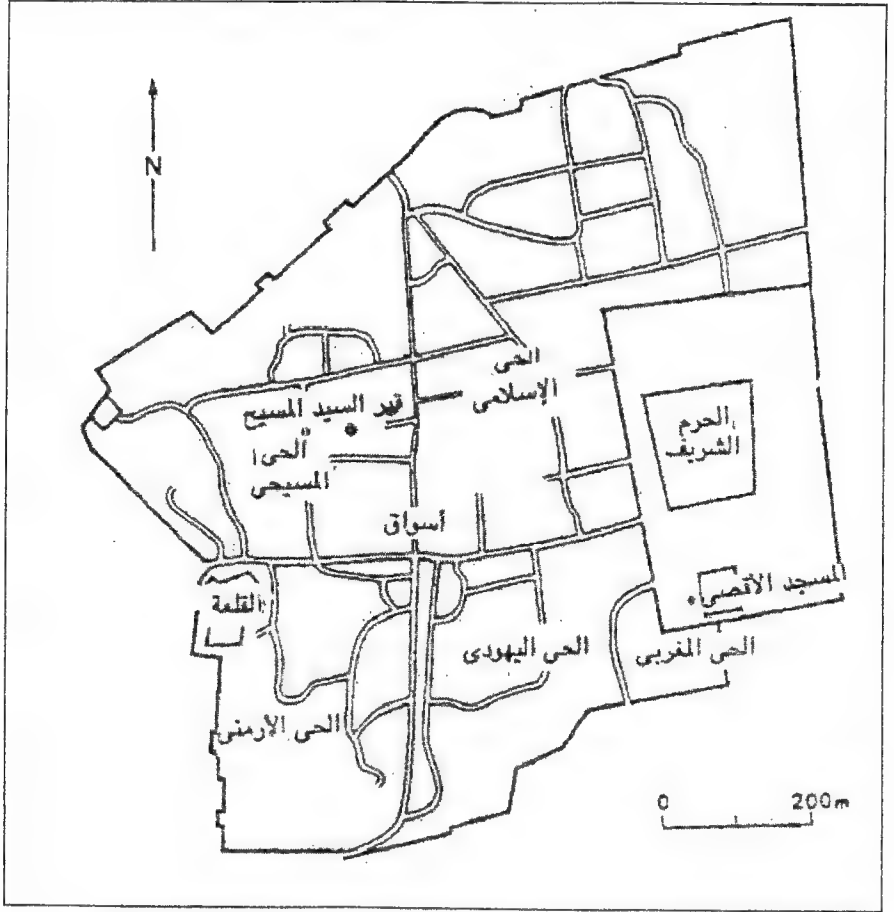 N
الحى
الإسلامى
الحرم
الشريف
قبر السيد المسيح
الحى
المسيحى
أسواق
القلعة
المسجد الأقصى
الحى اليهودى
الحى المغربى
الحى الأرمنى
0 200m